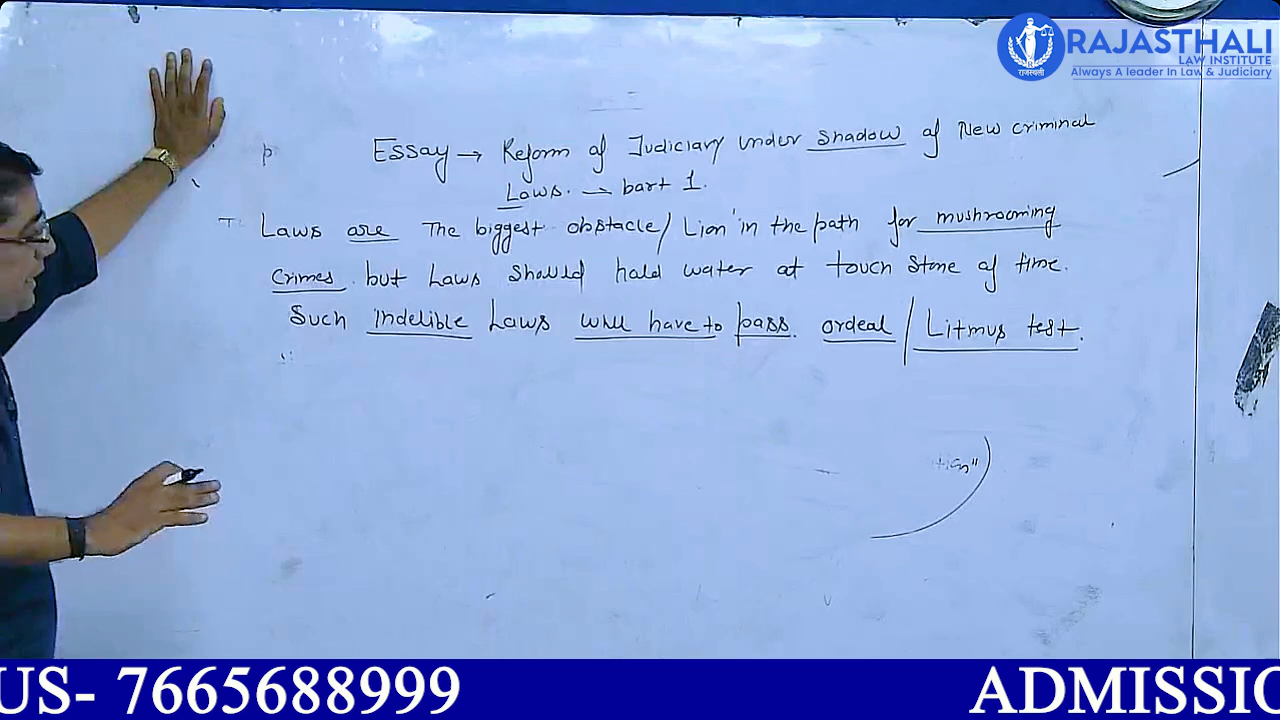 RAJASTHALI
LAW INSTITUTE
राजस्थली
Always A leader In Law & Judiciary
Essay → Reform of Judiciary under shadow of New criminal
Laws. → part 1.
Laws are The biggest obstacle/ Lion in the path for mushrooming
crimes but Laws should hold water at touch stone of time.
Such indelible Laws will have to pass ordeal / Litmus test.
US- 7665688999 ADMISSIO